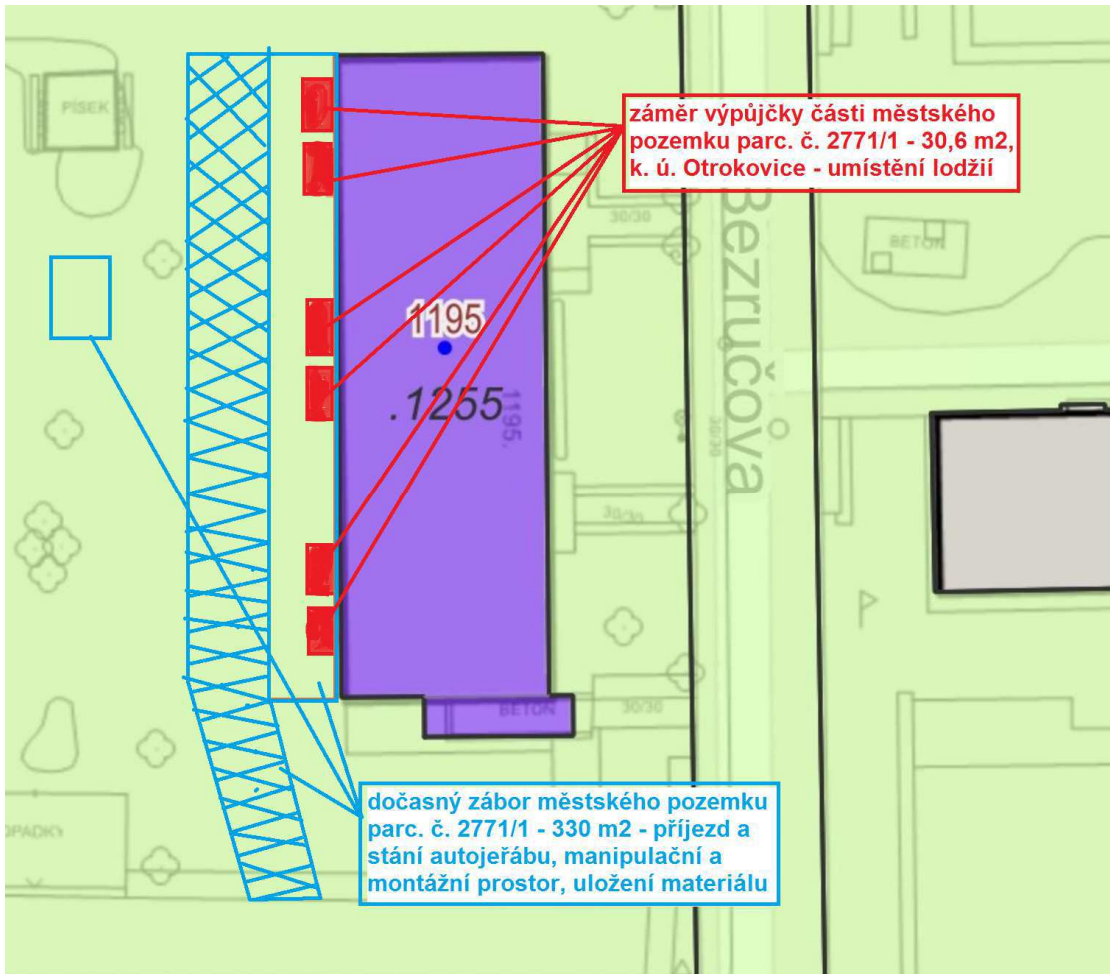 PÍSEK
záměr výpůjčky části městského
pozemku parc. č. 2771/1 - 30,6 m2,
k. ú. Otrokovice - umístění lodžií
30/30
BETON
Bezručova
1195
.1255
1195.
30/30
30/30
BETON
30/30
dočasný zábor městského pozemku
parc. č. 2771/1 - 330 m2 - příjezd a
stání autojeřábu, manipulační a
montážní prostor, uložení materiálu
OPADKY